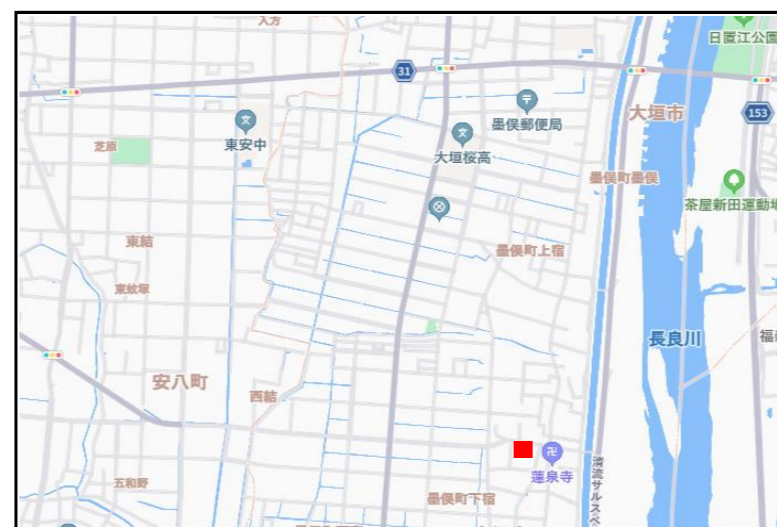 入方
日置江公園
31
153
墨俣郵便局
大垣市
東安中
大垣桜高
芝原
墨俣町墨俣
茶屋新田運動場
東結
墨俣町上宿
東蚊塚
長良川
安八町
西結
蓮泉寺
五和野
墨俣町下宿